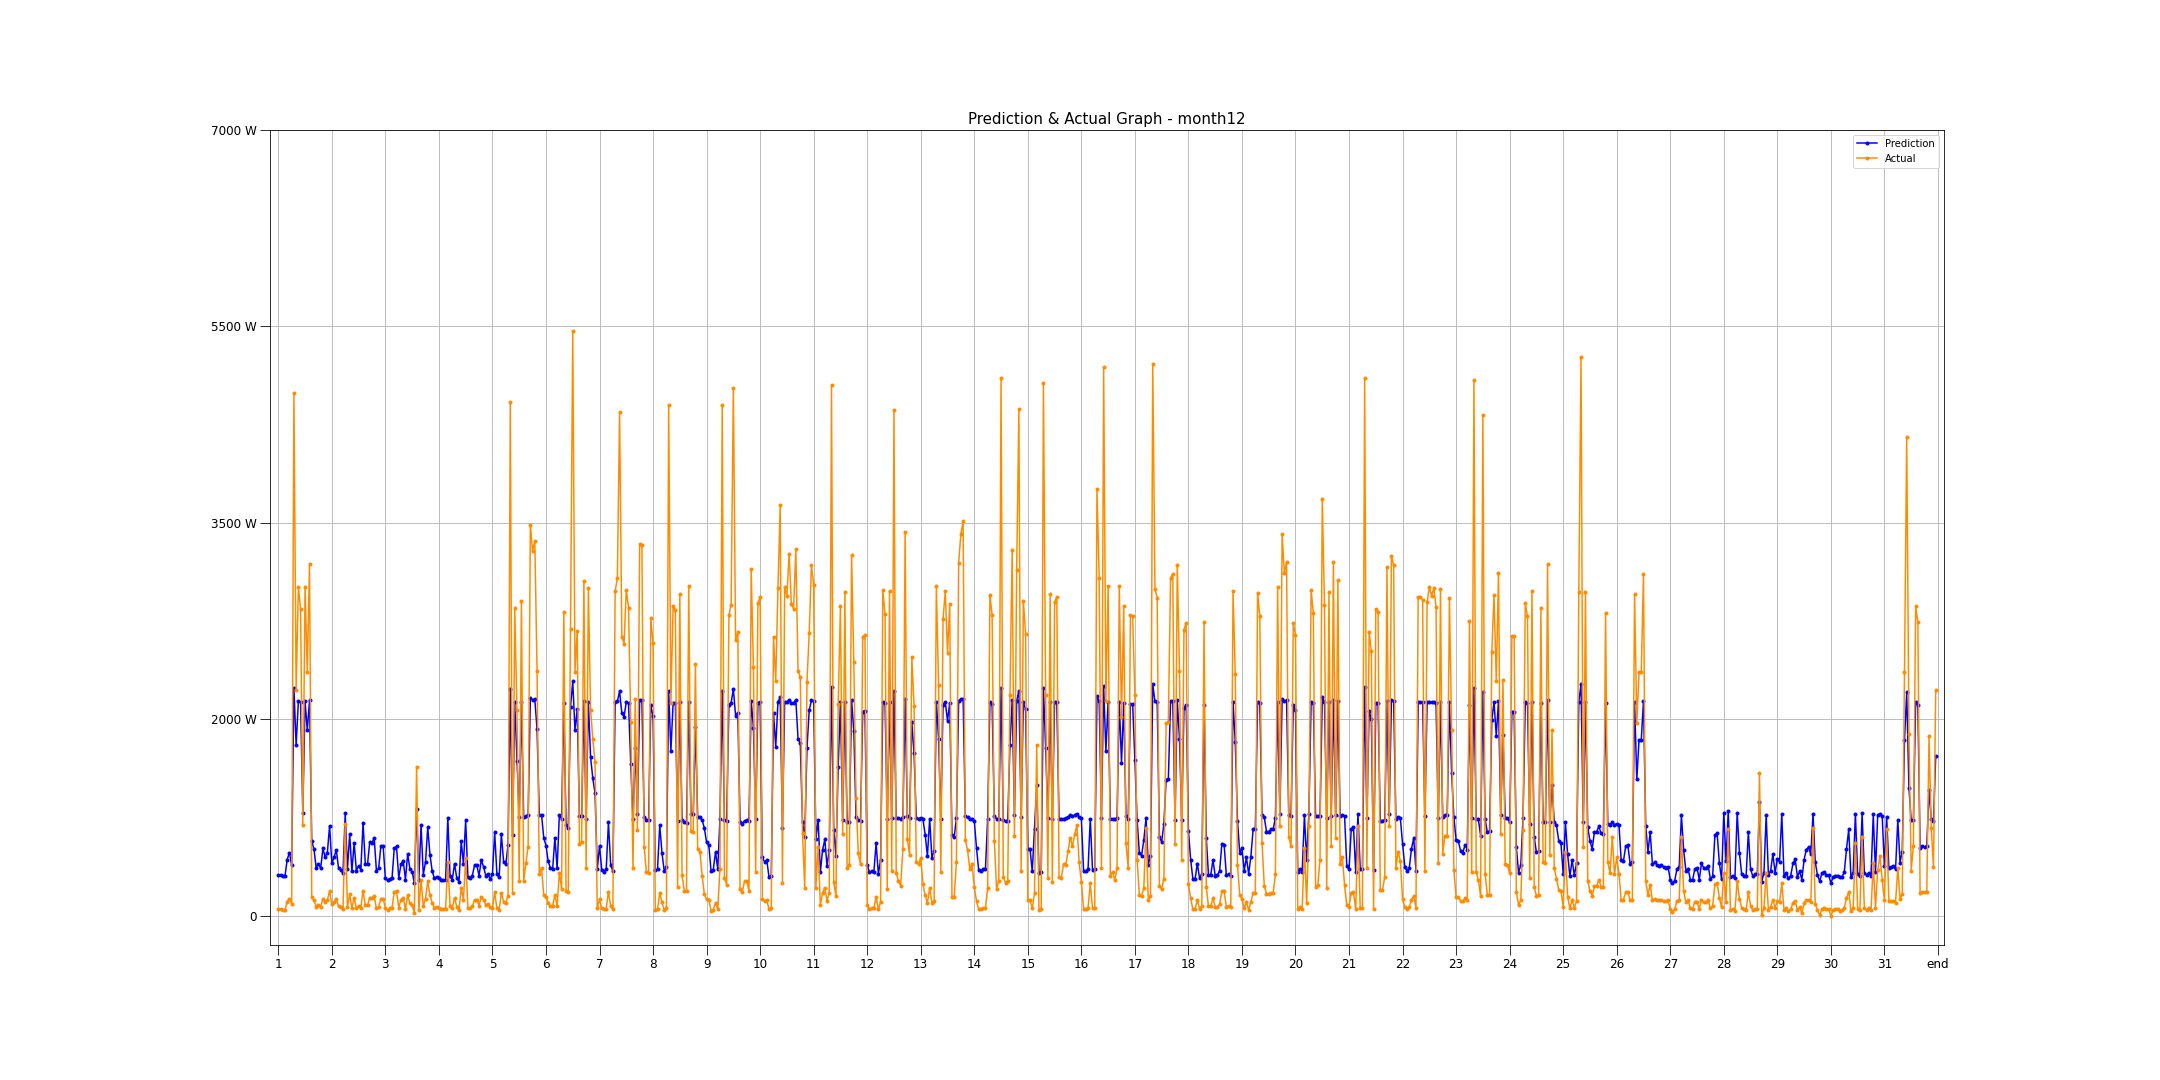 Prediction & Actual Graph - month12
7000 W
Prediction
Actual
5500 W
3500 W
2000 W
0
1 2 3 4 5 6 7 8 9 10 11 12 13 14 15 16 17 18 19 20 21 22 23 24 25 26 27 28 29 30 31 end